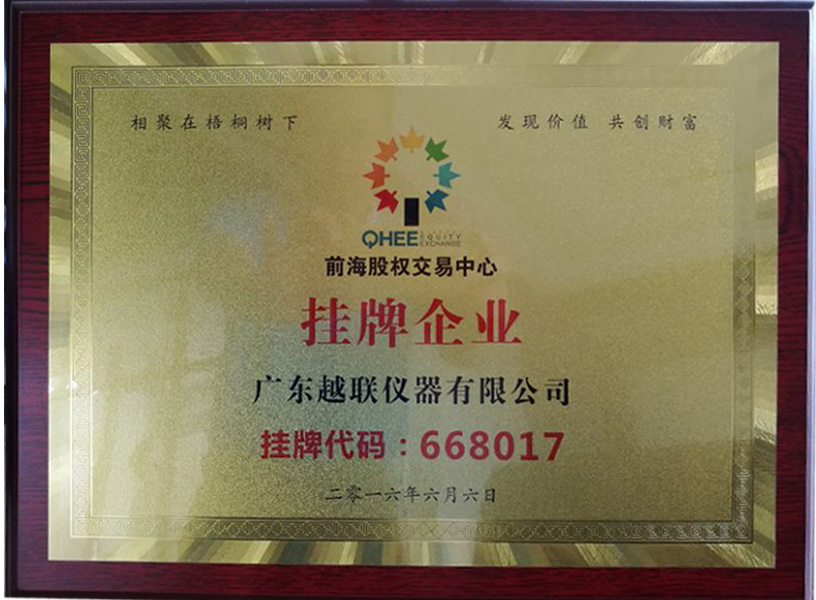 相聚在梧桐树下
发现价值 共创财富
QHEE EQUITY EXCHANGE
前海股权交易中心
挂牌企业
广东越联仪器有限公司
挂牌代码：668017
二零一六年六月六日